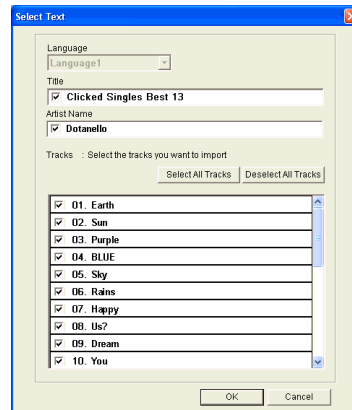 Select Text
Language
Language1
Title
Clicked Singles Best 13
Artist Name
Dotanello
Tracks : Select the tracks you want to import
Select All Tracks Deselect All Tracks
01. Earth
02. Sun
03. Purple
04. BLUE
05. Sky
06. Rains
07. Happy
08. Us?
09. Dream
10. You
OK Cancel